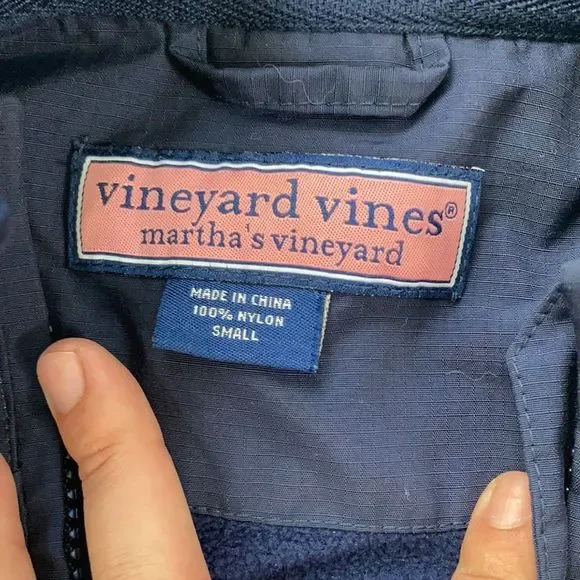 vineyard vines®
martha's vineyard
MADE IN CHINA
100% NYLON
SMALL